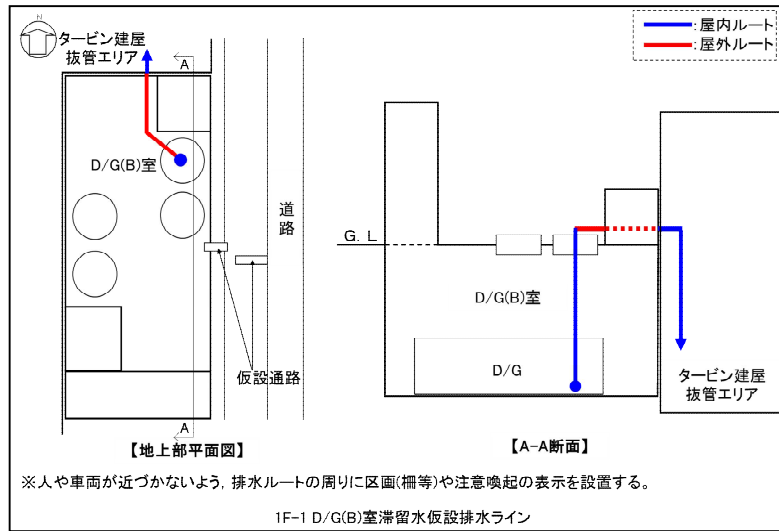 N
タービン建屋
抜管エリア
A
D/G(B)室
道
路
仮設通路
A
【地上部平面図】
:屋内ルート
:屋外ルート
G. L
D/G(B)室
D/G
タービン建屋
抜管エリア
【A-A断面】
※人や車両が近づかないよう, 排水ルートの周りに区画(柵等)や注意喚起の表示を設置する。
1F-1 D/G(B)室滞留水仮設排水ライン